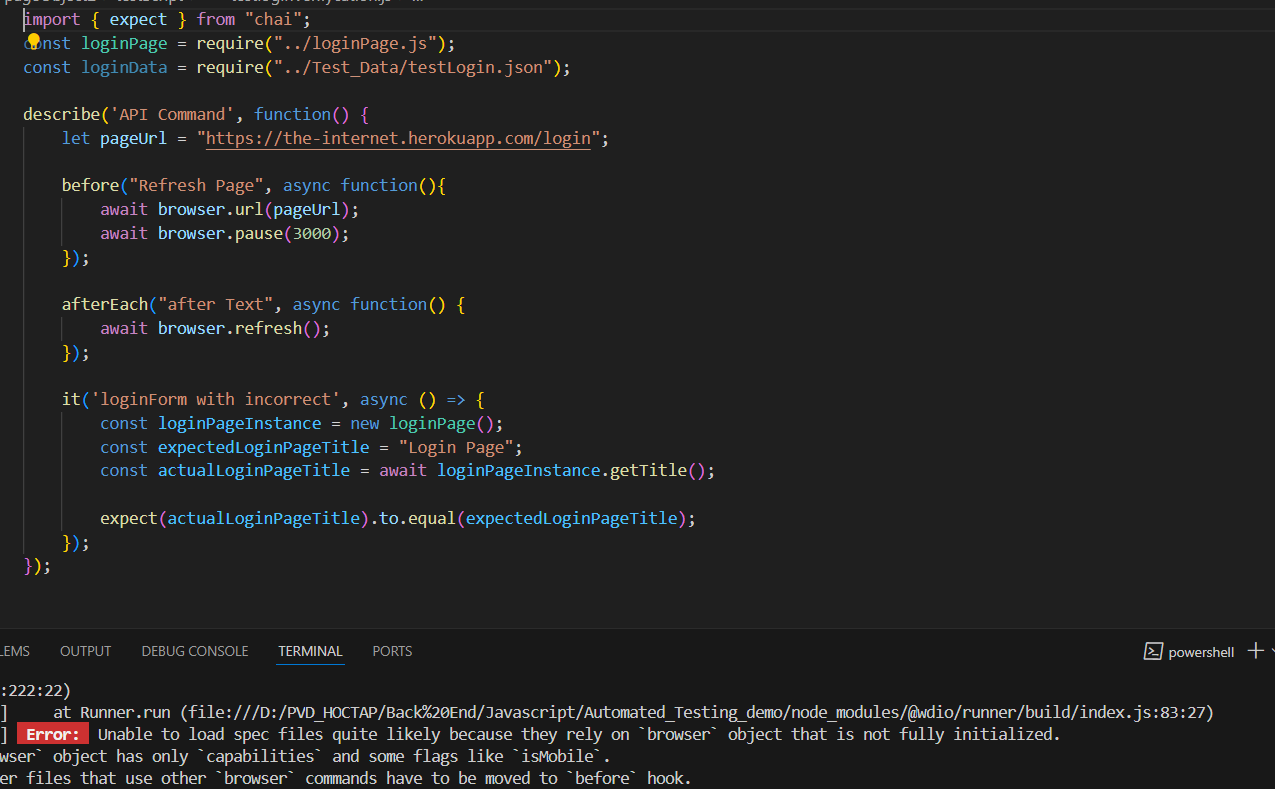 import { expect } from "chai";
const loginPage = require("../loginPage.js");
const loginData = require("../Test_Data/testLogin.json");
describe('API Command', function() {
let pageUrl = "https://the-internet.herokuapp.com/login";
before("Refresh Page", async function(){
await browser.url(pageUrl);
await browser.pause(3000);
});
afterEach("after Text", async function() {
await browser.refresh();
});
it('loginForm with incorrect', async () => {
const loginPageInstance = new loginPage();
const expectedLoginPageTitle = "Login Page";
const actualLoginPageTitle = await loginPageInstance.getTitle();
expect(actualLoginPageTitle).to.equal(expectedLoginPageTitle);
});
});
LEMS OUTPUT DEBUG CONSOLE TERMINAL PORTS powershell
:222:22)
] at Runner.run (file:///D:/PVD_HOCTAP/Back%20End/Javascript/Automated_Testing_demo/node_modules/@wdio/runner/build/index.js:83:27)
] Error: Unable to load spec files quite likely because they rely on `browser` object that is not fully initialized.
wser` object has only `capabilities` and some flags like `isMobile`.
er files that use other `browser` commands have to be moved to `before` hook.